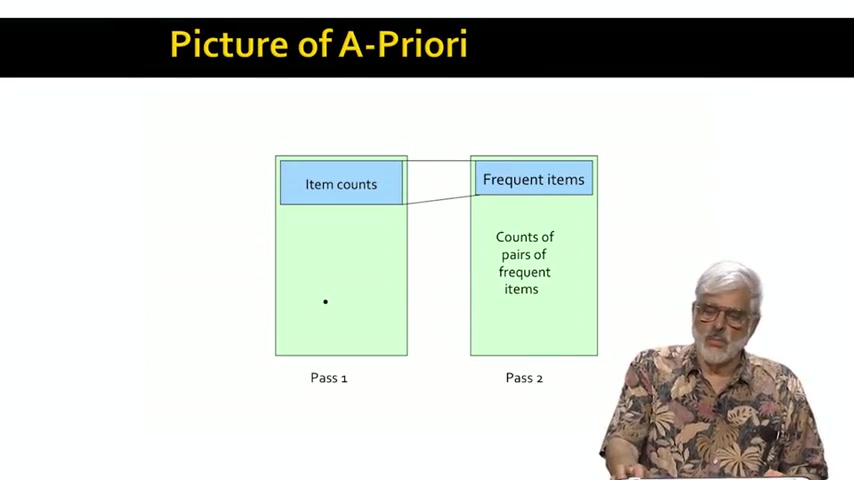 Picture of A-Priori
Item counts
Frequent items
Counts of
pairs of
frequent
items
Pass 1
Pass 2